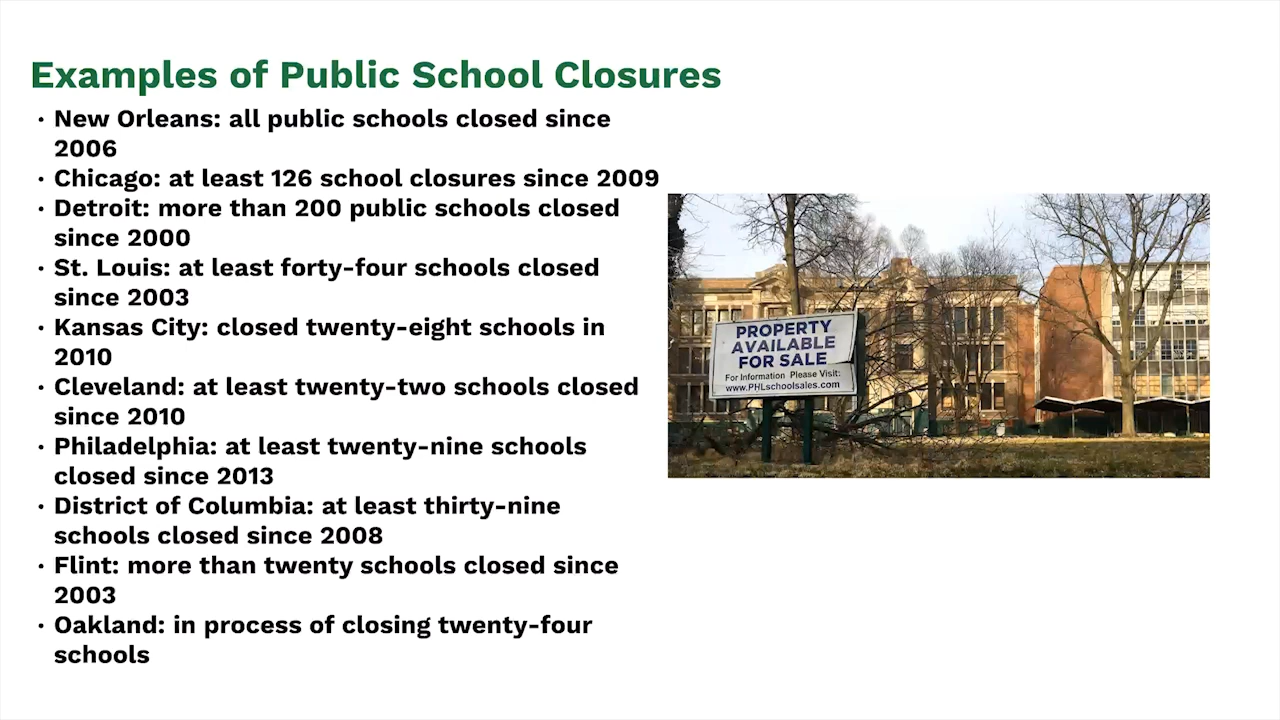 Examples of Public School Closures
• New Orleans: all public schools closed since
2006
• Chicago: at least 126 school closures since 2009
• Detroit: more than 200 public schools closed
since 2000
• St. Louis: at least forty-four schools closed
since 2003
• Kansas City: closed twenty-eight schools in
2010
• Cleveland: at least twenty-two schools closed
since 2010
• Philadelphia: at least twenty-nine schools
closed since 2013
• District of Columbia: at least thirty-nine
schools closed since 2008
• Flint: more than twenty schools closed since
2003
• Oakland: in process of closing twenty-four
schools
PROPERTY
AVAILABLE
FOR SALE
For Information Please Visit:
www.PHLschoolsales.com